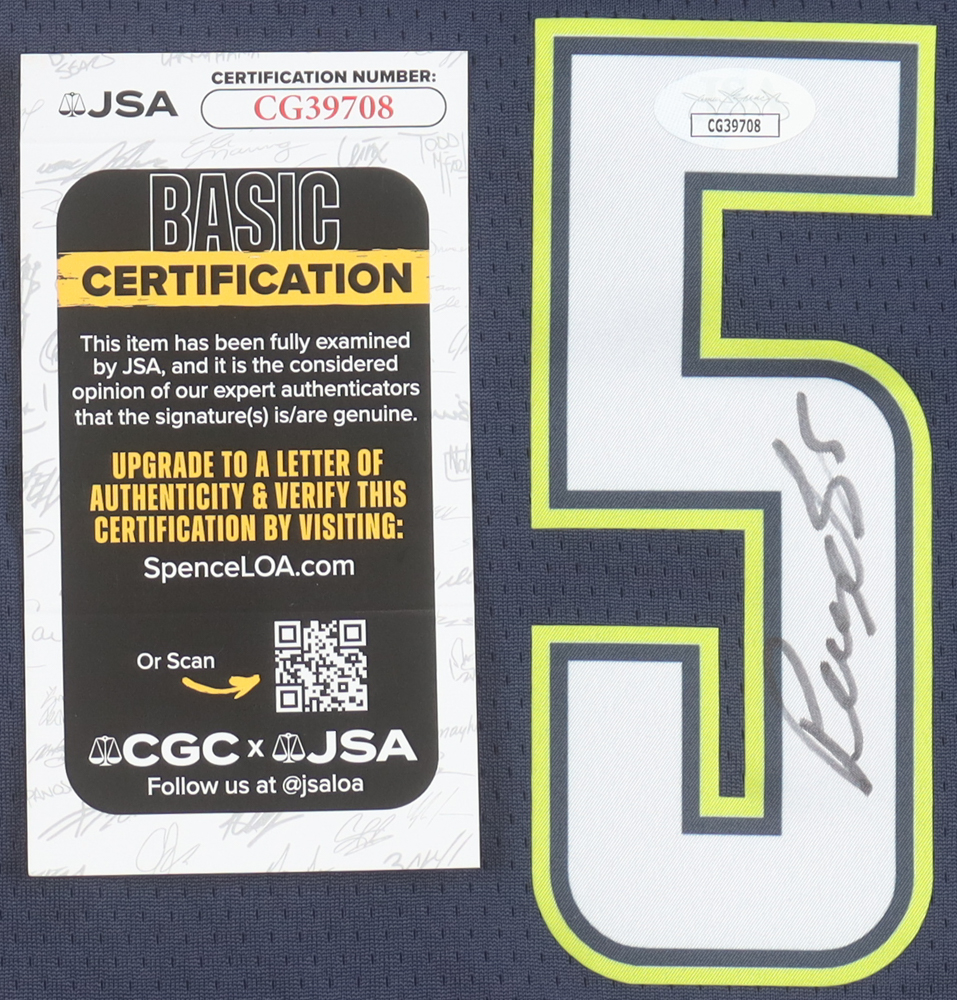 CERTIFICATION NUMBER:
JSA
CG39708
BASIC
CERTIFICATION
This item has been fully examined
by JSA, and it is the considered
opinion of our expert authenticators
that the signature(s) is/are genuine.
UPGRADE TO A LETTER OF
AUTHENTICITY & VERIFY THIS
CERTIFICATION BY VISITING:
SpenceLOA.com
Or Scan
CGC x JSA
Follow us at @jsaloa
CG39708
5